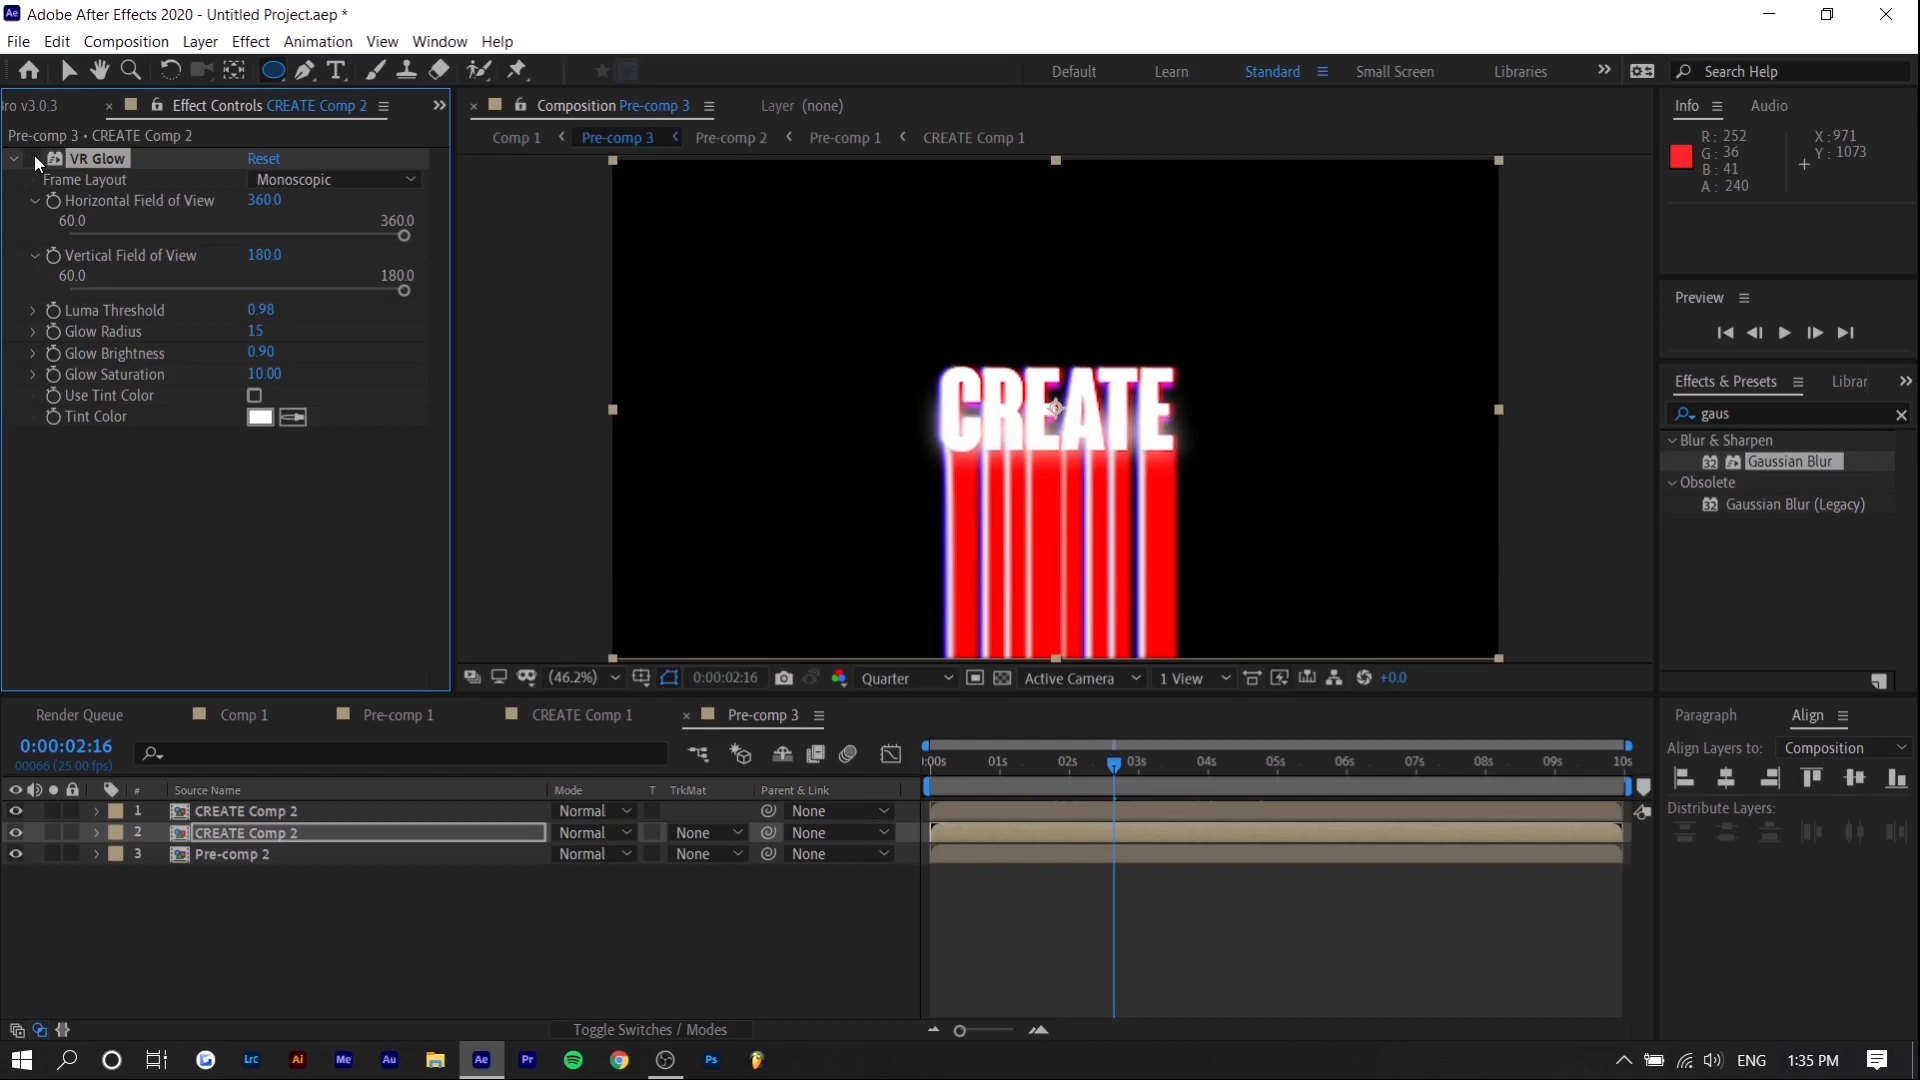 Adobe After Effects 2020 - Untitled Project.aep *
File Edit Composition Layer Effect Animation View Window Help
Default Learn Standard Small Screen Libraries Search Help
ro v3.0.3 Effect Controls CREATE Comp 2
Composition Pre-comp 3 Layer (none)
Info Audio
Pre-comp 3 • CREATE Comp 2
Comp 1 Pre-comp 3 Pre-comp 2 Pre-comp 1 CREATE Comp 1
R: 252
G: 36
B: 41
A: 240
X: 971
Y: 1073
VR Glow Reset
Frame Layout Monoscopic
Horizontal Field of View 360.0
60.0 360.0
Vertical Field of View 180.0
60.0 180.0
Luma Threshold 0.98
Glow Radius 15
Glow Brightness 0.90
Glow Saturation 10.00
Use Tint Color
Tint Color
CREATE
Preview
Effects & Presets Librar
gaus
Blur & Sharpen
32 Gaussian Blur
Obsolete
32 Gaussian Blur (Legacy)
(46.2%) 0:00:02:16 Quarter Active Camera 1 View +0.0
Render Queue Comp 1 Pre-comp 1 CREATE Comp 1 Pre-comp 3
Paragraph Align
0:00:02:16
00066 (25.00 fps)
Align Layers to: Composition
:00s 01s 02s 03s 04s 05s 06s 07s 08s 09s 10s
# Source Name Mode T TrkMat Parent & Link
1 CREATE Comp 2 Normal None
2 CREATE Comp 2 Normal None None
3 Pre-comp 2 Normal None None
Distribute Layers:
Toggle Switches / Modes
Lrc Ai Me Au Ae Pr Ps ENG 1:35 PM